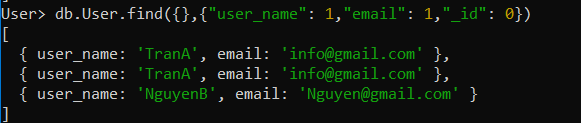 User> db.User.find({},{"user_name": 1,"email": 1,"_id": 0})
[
  { user_name: 'TranA', email: 'info@gmail.com' },
  { user_name: 'TranA', email: 'info@gmail.com' },
  { user_name: 'NguyenB', email: 'Nguyen@gmail.com' }
]